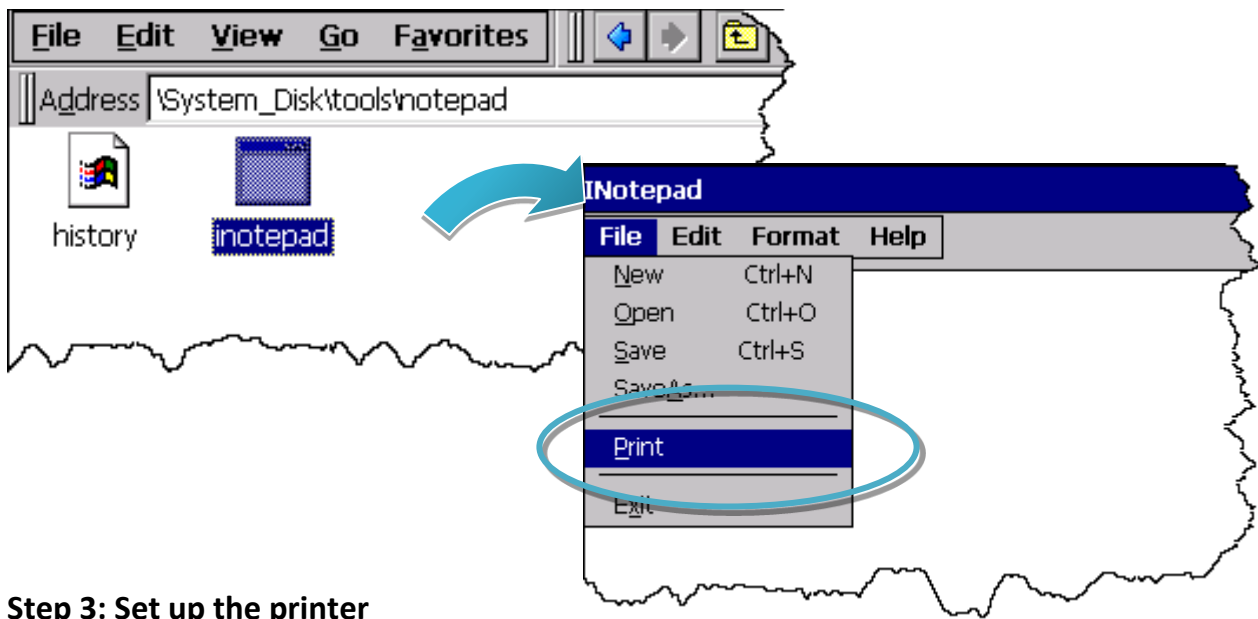 File Edit View Go Favorites
Address \System_Disk\tools\notepad
history inotepad
INotepad
File Edit Format Help
New Ctrl+N
Open Ctrl+O
Save Ctrl+S
SaveAs...
Print
Exit
Step 3: Set up the printer